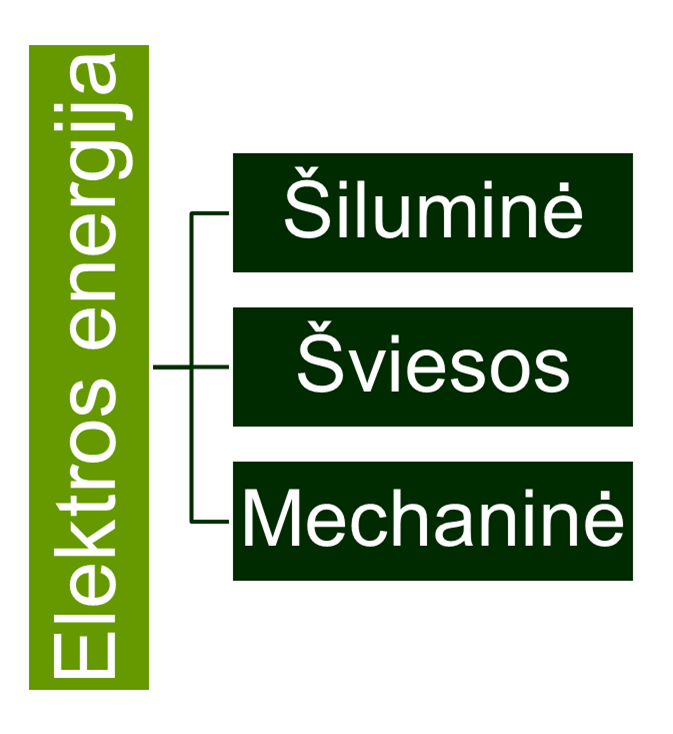 Elektros energija
Šiluminė
Šviesos
Mechaninė